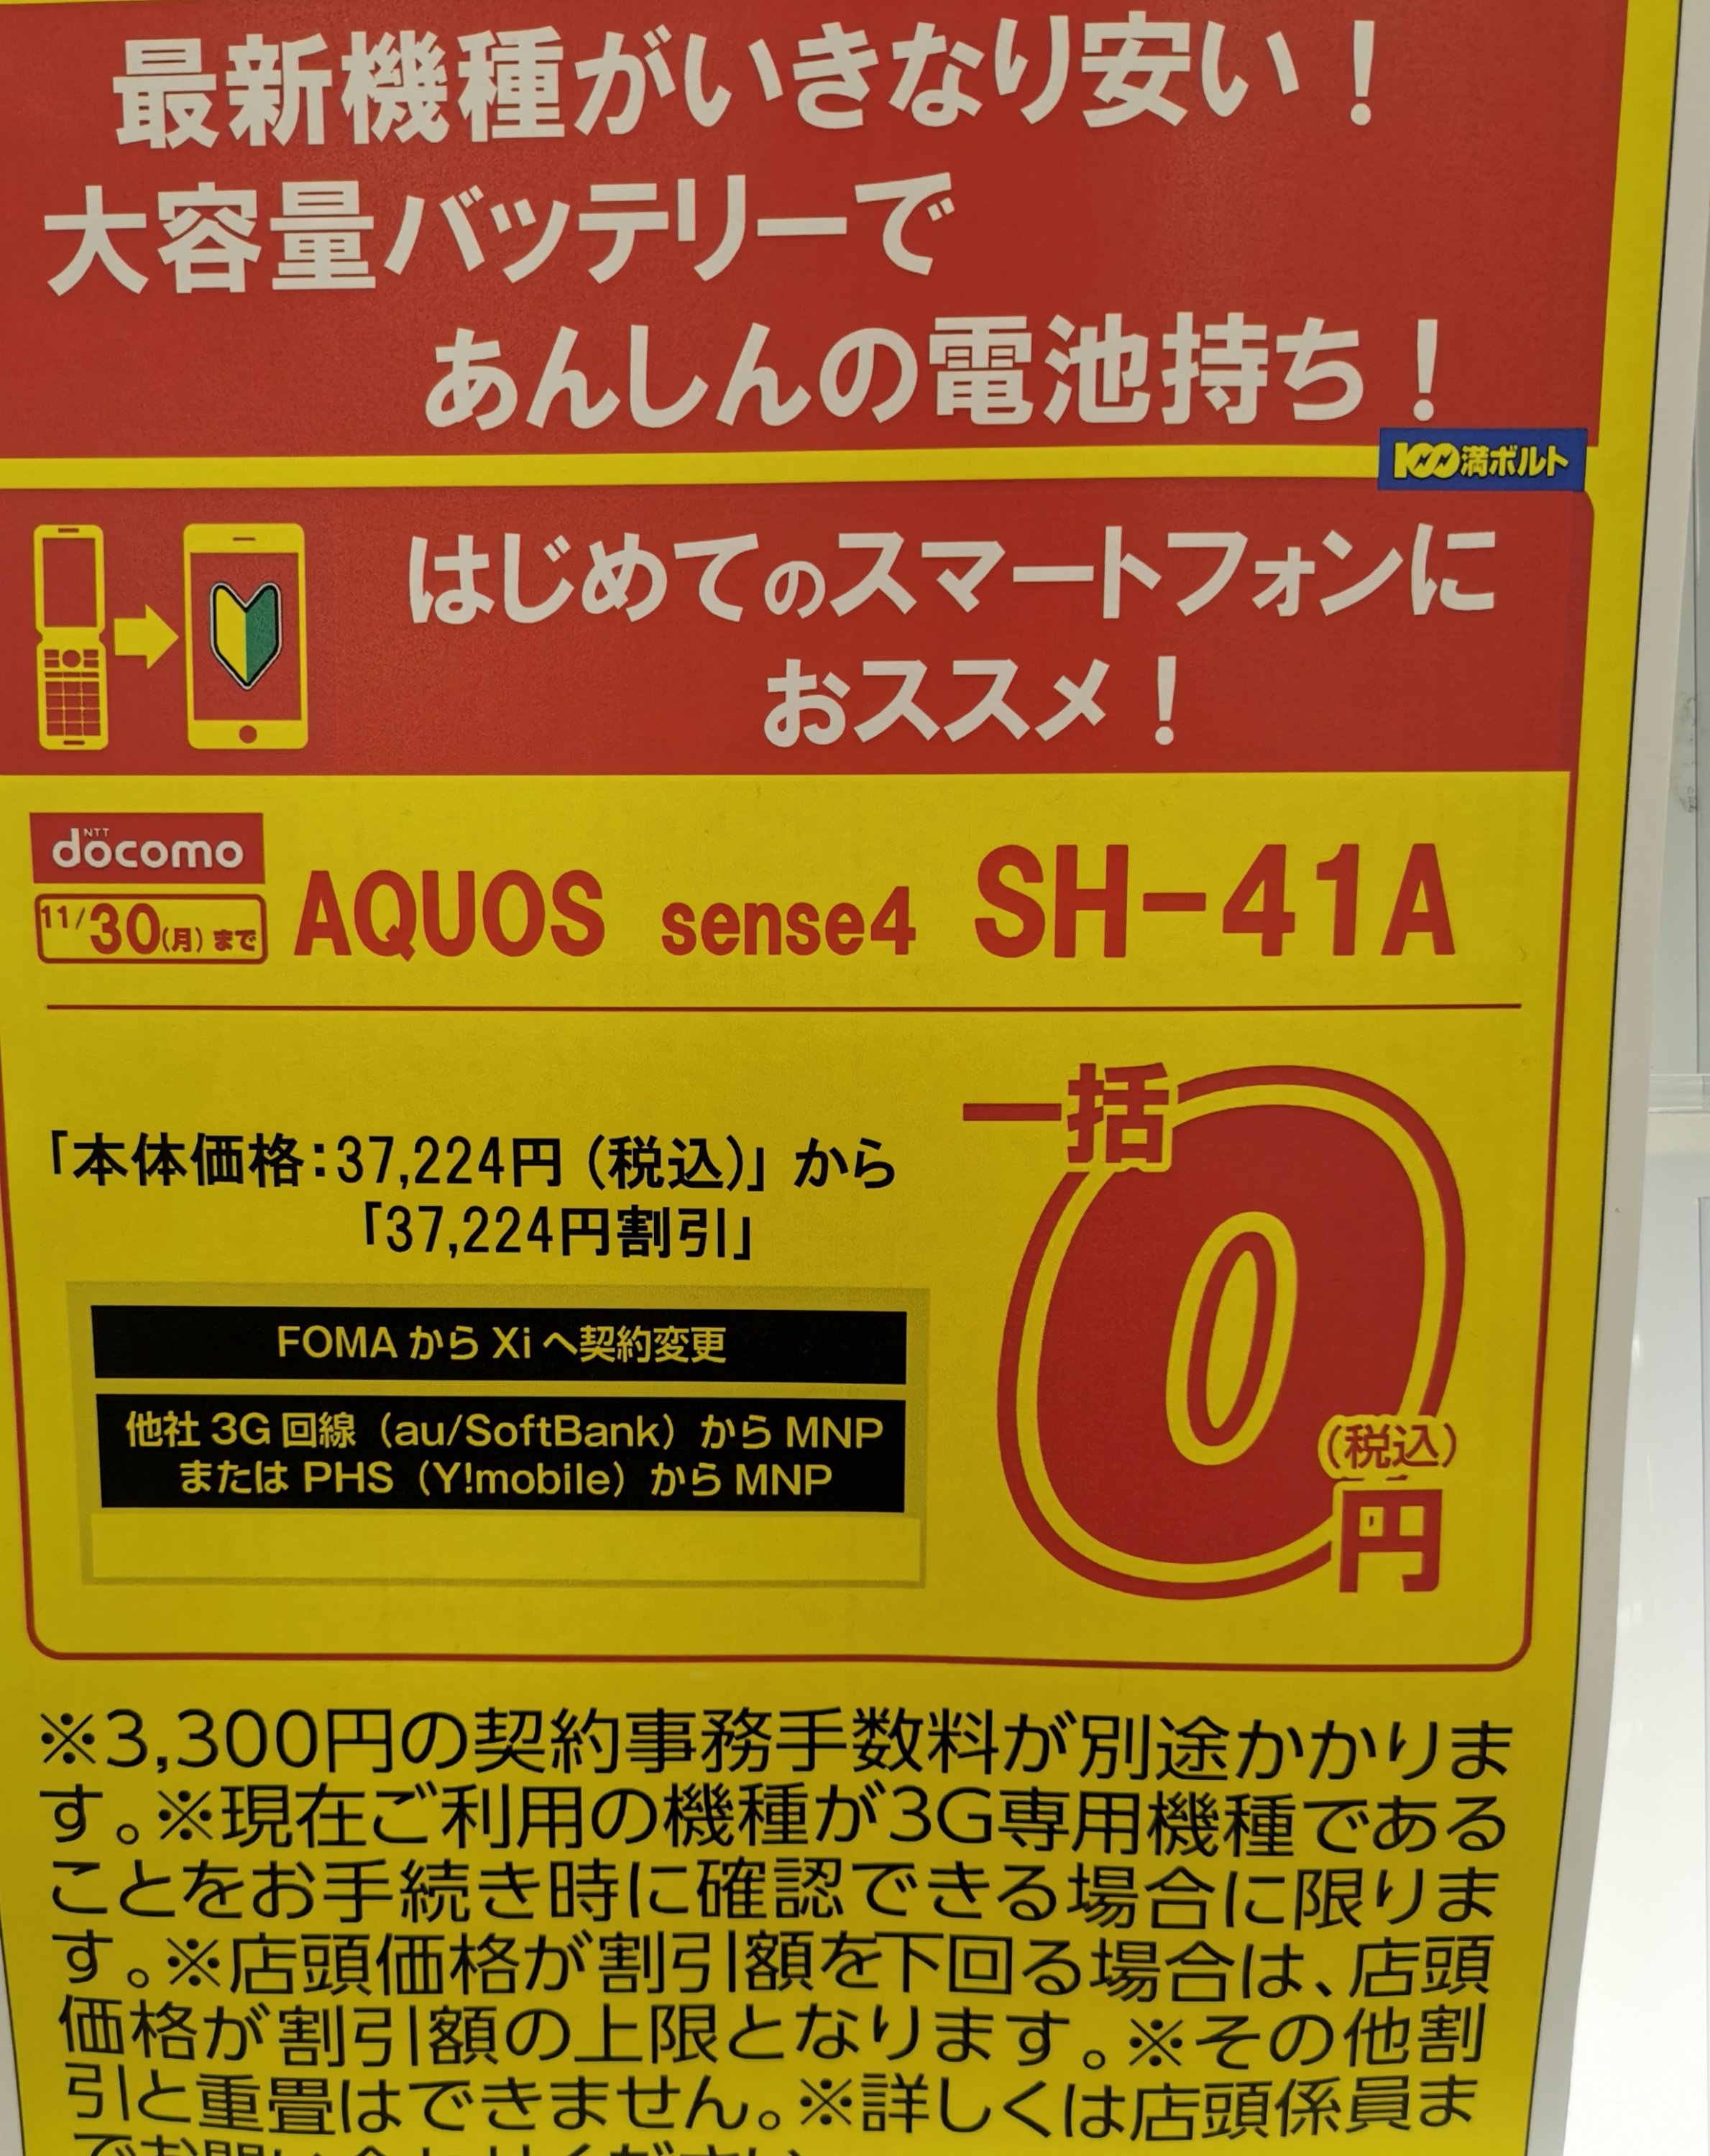 最新機種がいきなり安い！
大容量バッテリーで
あんしんの電池持ち！
100満ボルト
はじめてのスマートフォンに
おススメ！
NTT
docomo
11/30(月)まで
AQUOS sense4 SH-41A
「本体価格：37,224円（税込）」から
「37,224円割引」
一括
0
（税込）
円
FOMAからXiへ契約変更
他社3G回線（au/SoftBank）からMNP
またはPHS（Y!mobile）からMNP
※3,300円の契約事務手数料が別途かかりま
す。※現在ご利用の機種が3G専用機種である
ことをお手続き時に確認できる場合に限りま
す。※店頭価格が割引額を下回る場合は、店頭
価格が割引額の上限となります。※その他割
引と重畳はできません。※詳しくは店頭係員ま
でお問い合わせください